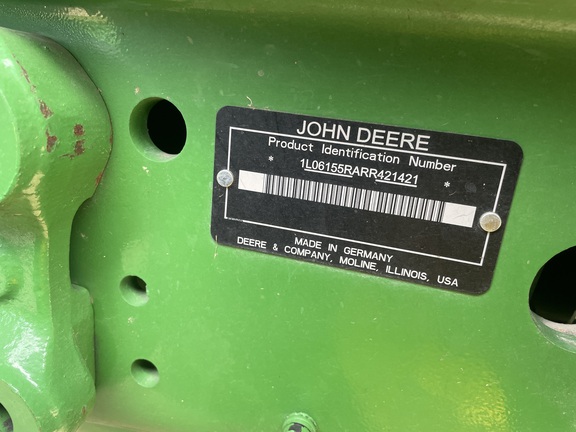 JOHN DEERE
Product Identification Number
* 1L06155RARR421421 *
MADE IN GERMANY
DEERE & COMPANY, MOLINE, ILLINOIS, USA